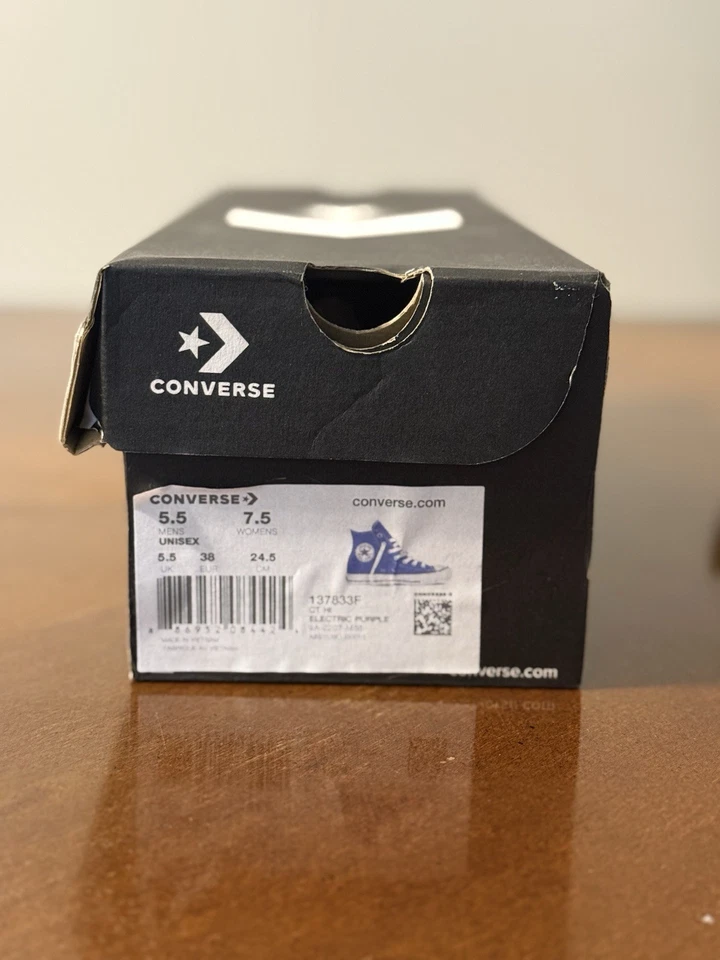 CONVERSE
CONVERSE
converse.com
5.5 7.5
MENS WOMENS
UNISEX
5.5 38 24.5
UK EUR CM
137833F
CT HI
ELECTRIC PURPLE
CONVERSE
MADE IN VIETNAM
verse.com